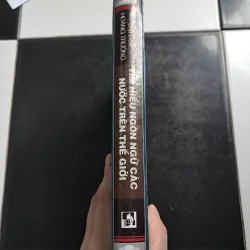 HOÀNG TRƯỜNG
TÌM HIỂU NGÔN NGỮ CÁC
NƯỚC TRÊN THẾ GIỚI